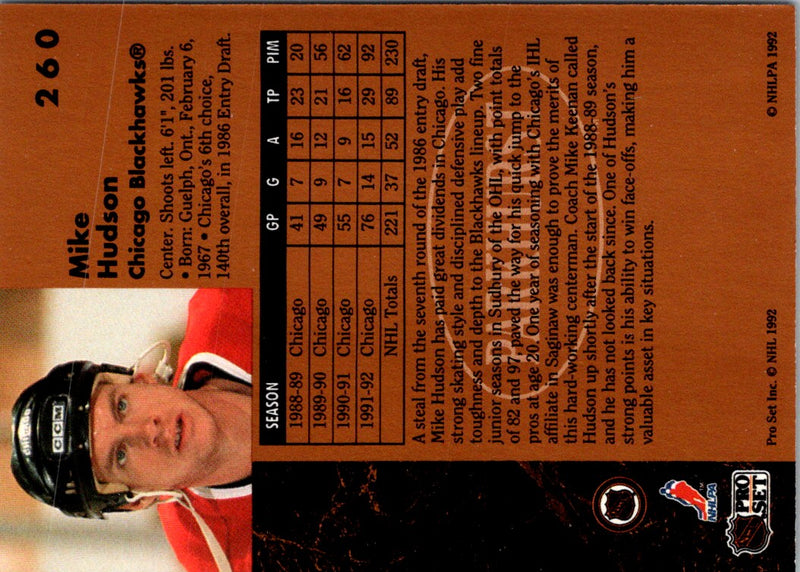 260
Mike
Hudson
Chicago Blackhawks®
Center. Shoots left. 6'1", 201 lbs.
• Born: Guelph, Ont., February 6,
1967 • Chicago's 6th choice,
140th overall, in 1986 Entry Draft.
SEASON GP G A TP PIM
1988-89 Chicago 41 7 16 23 20
1989-90 Chicago 49 9 12 21 56
1990-91 Chicago 55 7 9 16 62
1991-92 Chicago 76 14 15 29 92
NHL Totals 221 37 52 89 230
A steal from the seventh round of the 1986 entry draft,
Mike Hudson has paid great dividends in Chicago. His
strong skating style and disciplined defensive play add
toughness and depth to the Blackhawks lineup. Two fine
junior seasons in Sudbury of the OHL, with point totals
of 82 and 97, paved the way for his quick jump to the
pros at age 20. One year of seasoning with Chicago's IHL
affiliate in Saginaw was enough to prove the merits of
this hard-working centerman. Coach Mike Keenan called
Hudson up shortly after the start of the 1988-89 season,
and he has not looked back since. One of Hudson's
strong points is his ability to win face-offs, making him a
valuable asset in key situations.
PARKHURST
CCM
NHLPA
PRO
SET
Pro Set Inc. © NHL 1992
© NHLPA 1992